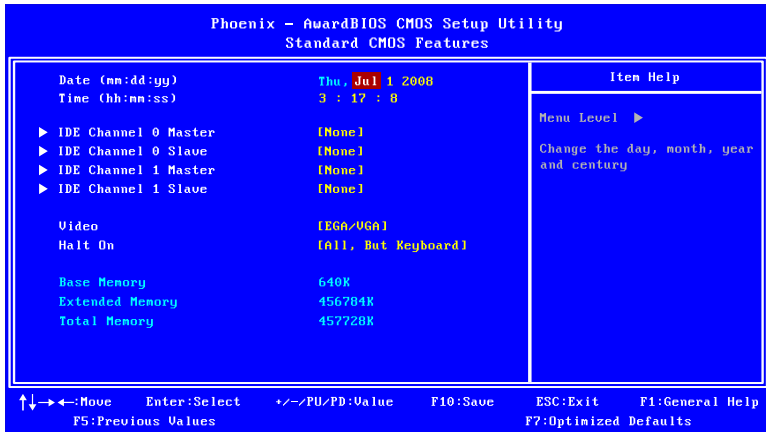 Phoenix – AwardBIOS CMOS Setup Utility
Standard CMOS Features
Date (mm:dd:yy) Thu, Jul 1 2008
Time (hh:mm:ss) 3 : 17 : 8
IDE Channel 0 Master [None]
IDE Channel 0 Slave [None]
IDE Channel 1 Master [None]
IDE Channel 1 Slave [None]
Video [EGA/VGA]
Halt On [All, But Keyboard]
Base Memory 640K
Extended Memory 456784K
Total Memory 457728K
Item Help
Menu Level
Change the day, month, year
and century
:Move Enter:Select +/-/PU/PD:Value F10:Save ESC:Exit F1:General Help
F5:Previous Values F7:Optimized Defaults